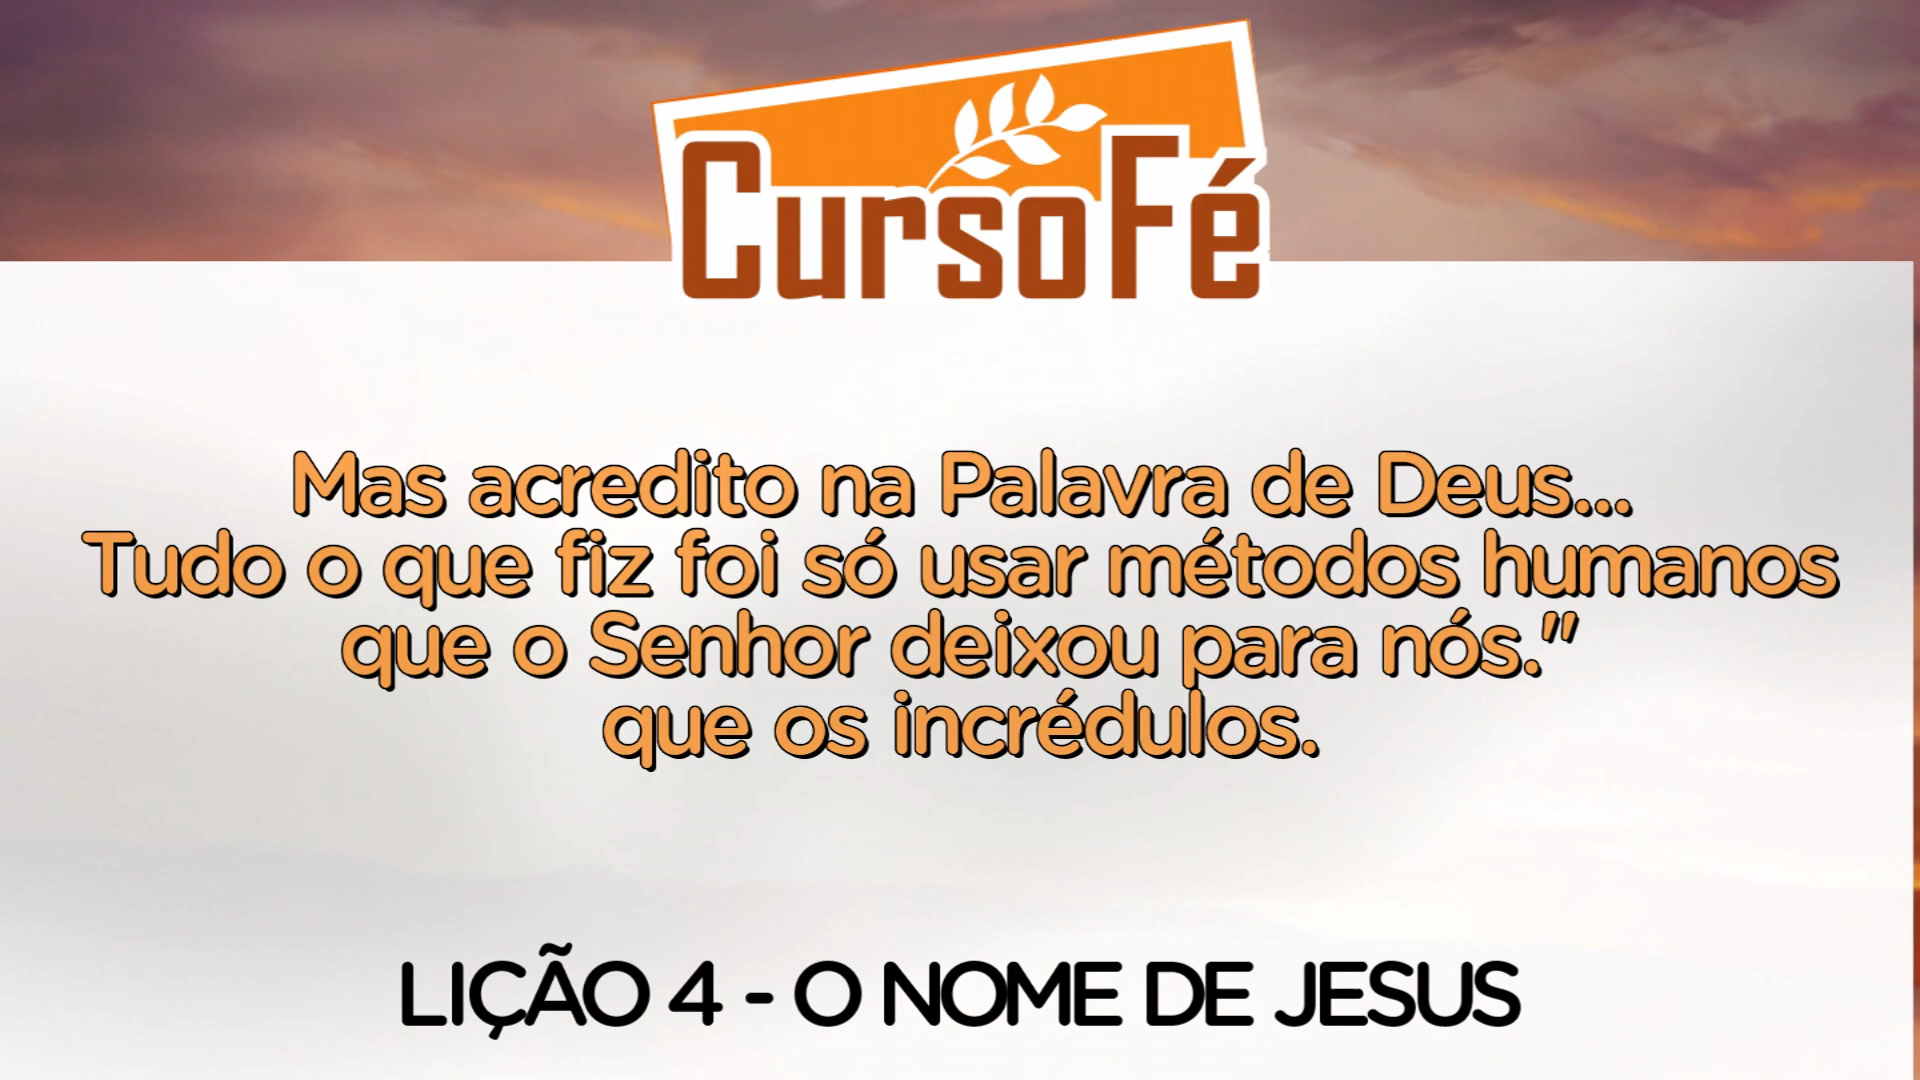 CursoFé
Mas acredito na Palavra de Deus...
Tudo o que fiz foi só usar métodos humanos
que o Senhor deixou para nós."
que os incrédulos.
LIÇÃO 4 - O NOME DE JESUS